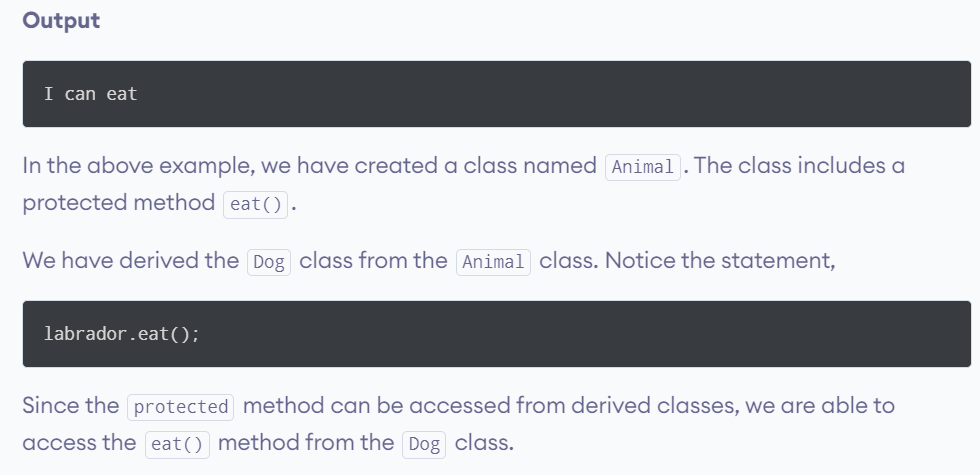 Output
I can eat
In the above example, we have created a class named Animal. The class includes a
protected method eat().
We have derived the Dog class from the Animal class. Notice the statement,
labrador.eat();
Since the protected method can be accessed from derived classes, we are able to
access the eat() method from the Dog class.